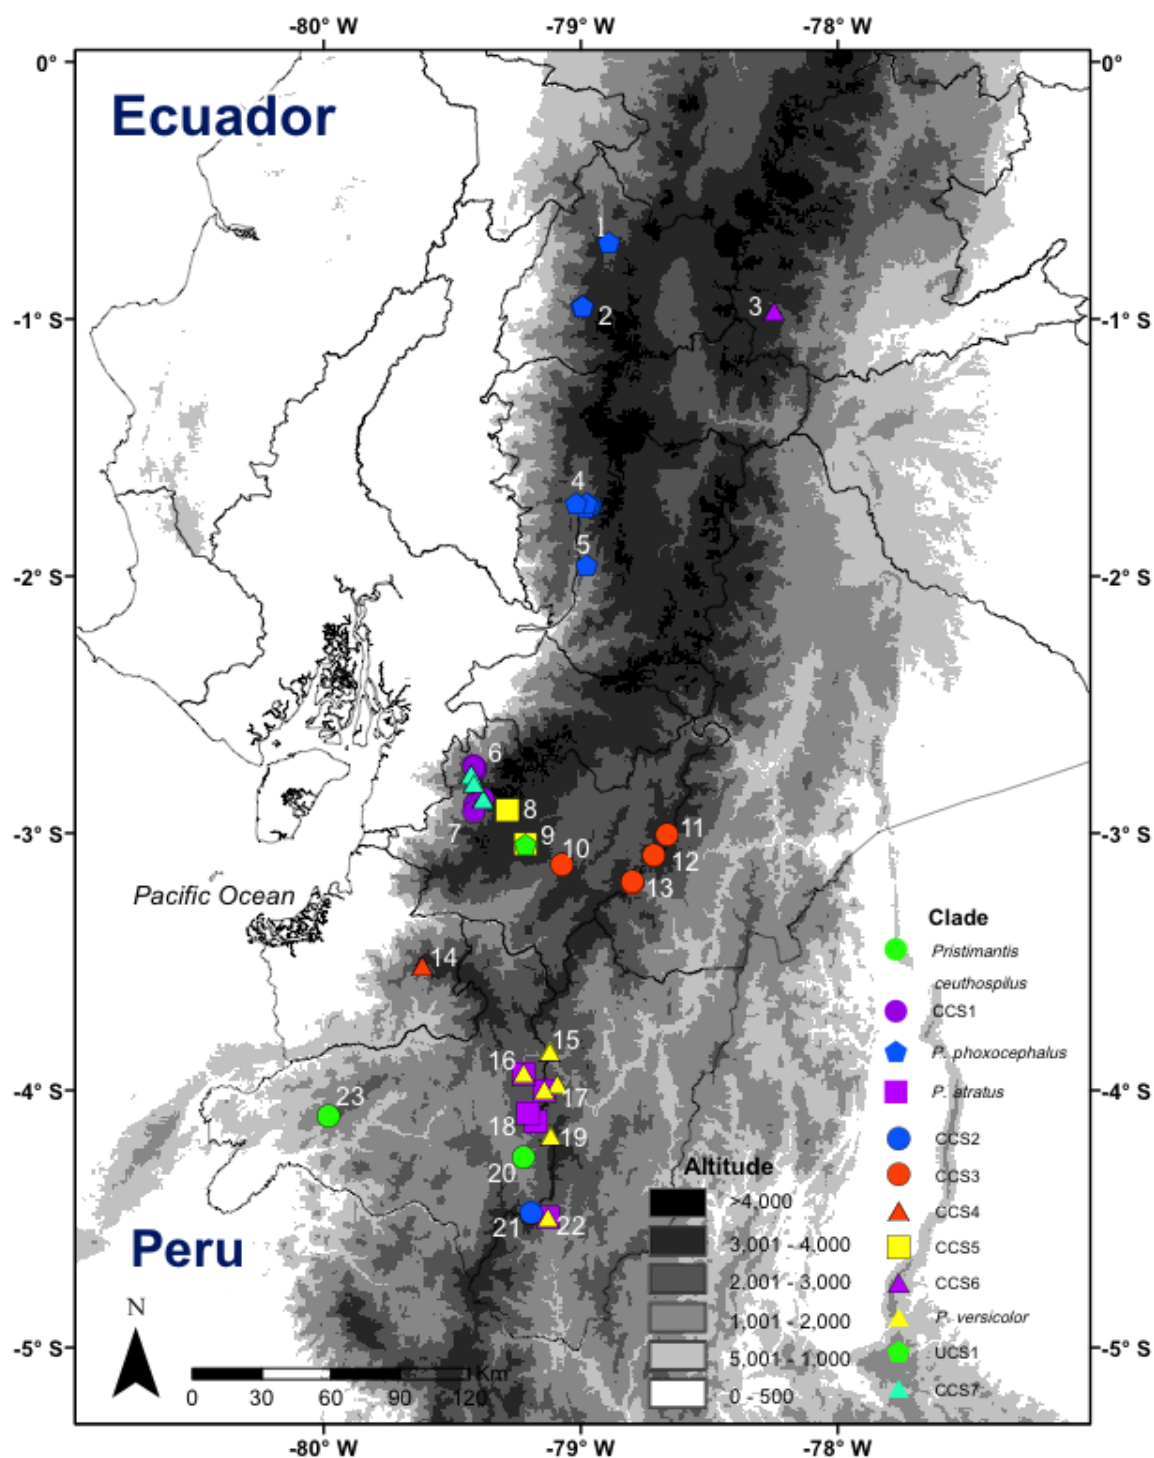 -80° W -79° W -78° W
0° 0°
Ecuador
1
2
3
-1° S -1° S
4
5
-2° S -2° S
6
7
8
9
10
11
12
13
-3° S -3° S
Pacific Ocean
14
15
16
17
18
19
20
21
22
23
-4° S -4° S
Clade
Pristimantis
ceuthospilus
CCS1
P. phoxocephalus
P. atratus
CCS2
CCS3
CCS4
CCS5
CCS6
P. versicolor
UCS1
CCS7
Altitude
>4,000
3,001 - 4,000
2,001 - 3,000
1,001 - 2,000
5,001 - 1,000
0 - 500
Peru
N
-5° S -5° S
Km
0 30 60 90 120
-80° W -79° W -78° W